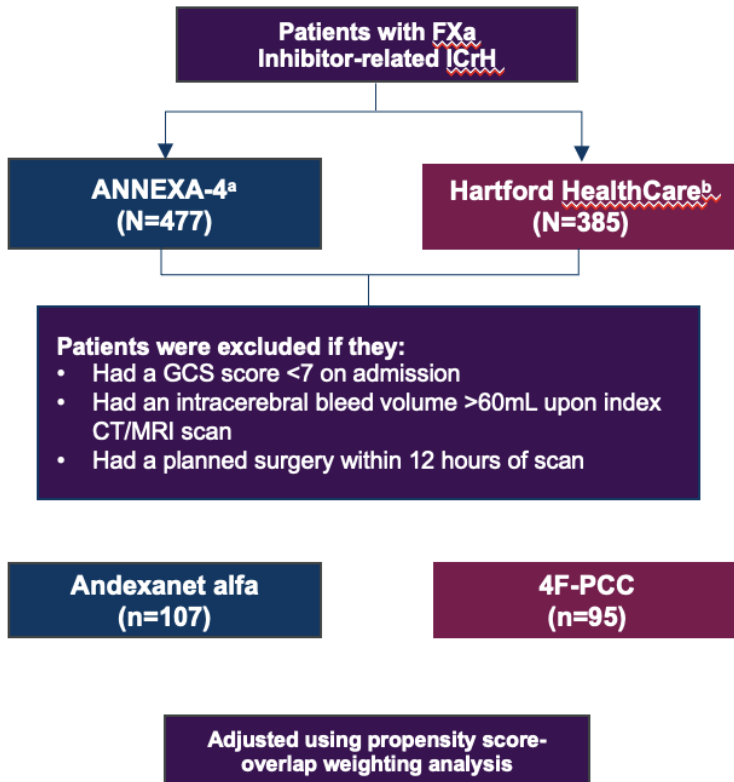 Patients with FXa
Inhibitor-related ICrH
ANNEXA-4ᵃ
(N=477)
Hartford HealthCareᵇ
(N=385)
Patients were excluded if they:
• Had a GCS score <7 on admission
• Had an intracerebral bleed volume >60mL upon index
CT/MRI scan
• Had a planned surgery within 12 hours of scan
Andexanet alfa
(n=107)
4F-PCC
(n=95)
Adjusted using propensity score-
overlap weighting analysis